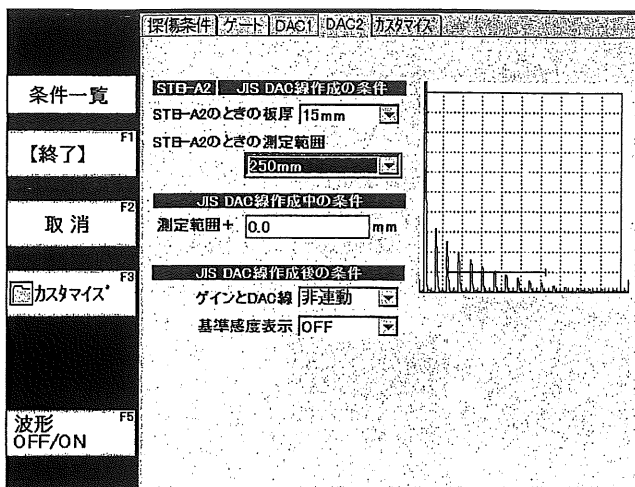 探傷条件 ゲート DAC1 DAC2 カスタマイズ
条件一覧
F1
【終了】
F2
取 消
F3
カスタマイズ
F5
波形
OFF/ON
STB-A2 JIS DAC線作成の条件
STB-A2のときの板厚 15mm
STB-A2のときの測定範囲
250mm
JIS DAC線作成中の条件
測定範囲+ 0.0 mm
JIS DAC線作成後の条件
ゲインとDAC線 非連動
基準感度表示 OFF